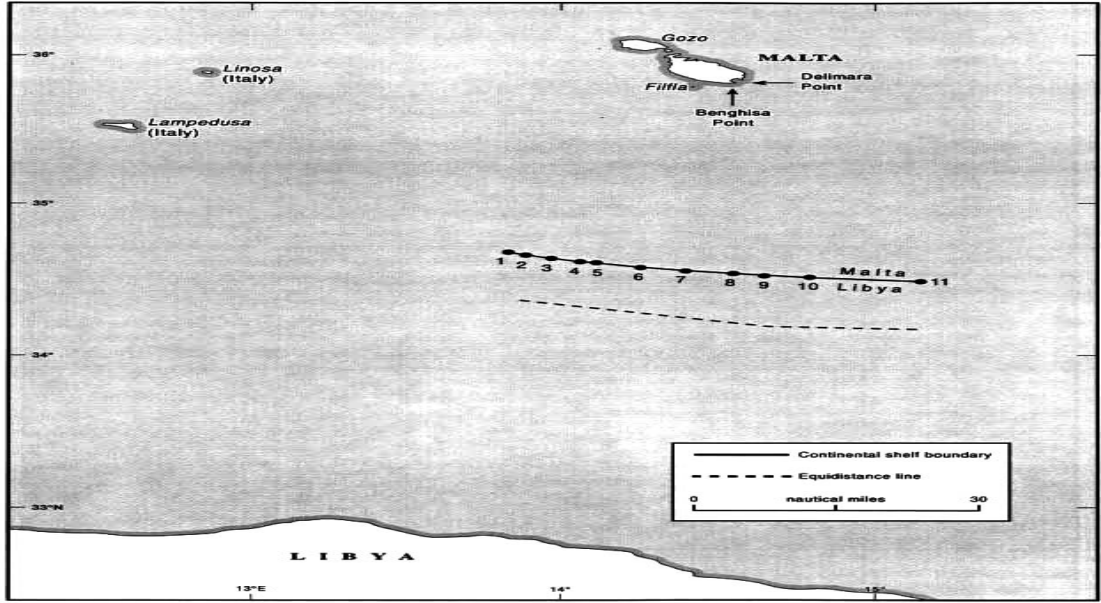 Gozo
36°
MALTA
Linosa
(Italy)
Delimara
Point
Filfla
Benghisa
Point
Lampedusa
(Italy)
35°
1 2 3 4 5 6 7 8 9 10 11
Malta
Libya
34°
Continental shelf boundary
Equidistance line
0 nautical miles 30
33°N
LIBYA
13°E 14° 15°